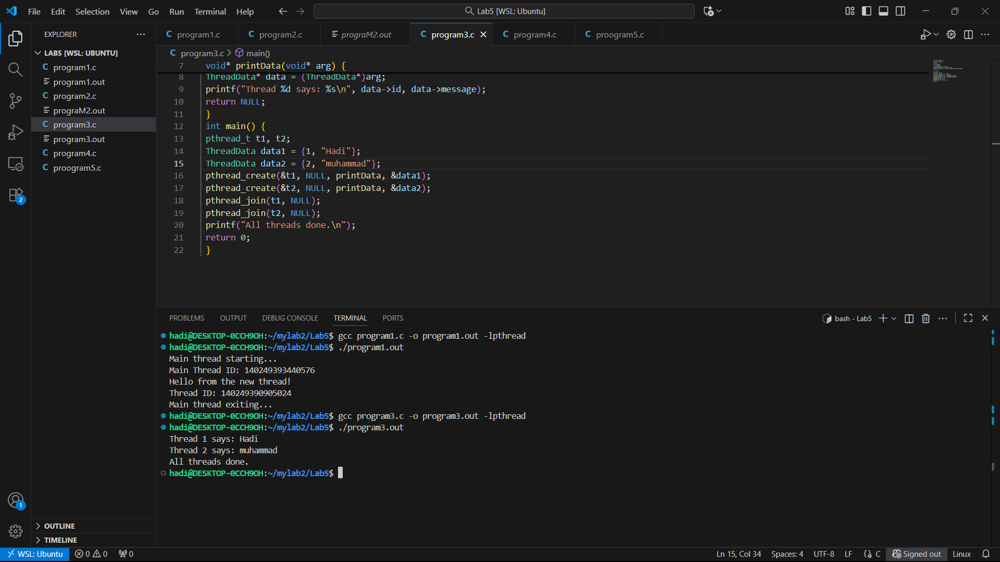 File Edit Selection View Go Run Terminal Help
Lab5 [WSL: Ubuntu]
EXPLORER
LAB5 [WSL: UBUNTU]
program1.c
program1.out
program2.c
prograM2.out
program3.c
program3.out
program4.c
proogram5.c
OUTLINE
TIMELINE
2
1
C program1.c C program2.c prograM2.out C program3.c C program4.c C proogram5.c
C program3.c > main()
7 void* printData(void* arg) {
8 ThreadData* data = (ThreadData*)arg;
9 printf("Thread %d says: %s\n", data->id, data->message);
10 return NULL;
11 }
12 int main() {
13 pthread_t t1, t2;
14 ThreadData data1 = {1, "Hadi"};
15 ThreadData data2 = {2, "muhammad"};
16 pthread_create(&t1, NULL, printData, &data1);
17 pthread_create(&t2, NULL, printData, &data2);
18 pthread_join(t1, NULL);
19 pthread_join(t2, NULL);
20 printf("All threads done.\n");
21 return 0;
22 }
PROBLEMS OUTPUT DEBUG CONSOLE TERMINAL PORTS
bash - Lab5
hadi@DESKTOP-0CCH9OH:~/mylab2/Lab5$ gcc program1.c -o program1.out -lpthread
hadi@DESKTOP-0CCH9OH:~/mylab2/Lab5$ ./program1.out
Main thread starting...
Main Thread ID: 140249393440576
Hello from the new thread!
Thread ID: 140249390905024
Main thread exiting...
hadi@DESKTOP-0CCH9OH:~/mylab2/Lab5$ gcc program3.c -o program3.out -lpthread
hadi@DESKTOP-0CCH9OH:~/mylab2/Lab5$ ./program3.out
Thread 1 says: Hadi
Thread 2 says: muhammad
All threads done.
hadi@DESKTOP-0CCH9OH:~/mylab2/Lab5$
WSL: Ubuntu 0 0 0
Ln 15, Col 34 Spaces: 4 UTF-8 LF C Signed out Linux